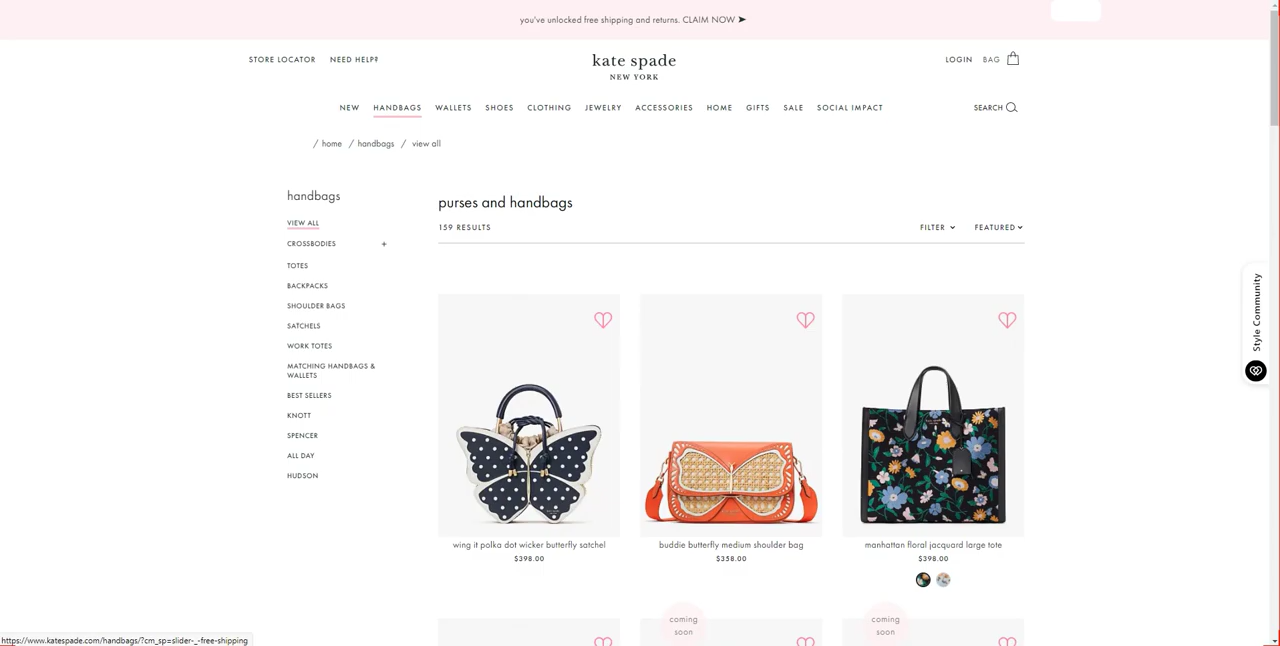 you've unlocked free shipping and returns. CLAIM NOW ➤
STORE LOCATOR NEED HELP?
kate spade
NEW YORK
LOGIN BAG
NEW HANDBAGS WALLETS SHOES CLOTHING JEWELRY ACCESSORIES HOME GIFTS SALE SOCIAL IMPACT SEARCH
/ home / handbags / view all
handbags
VIEW ALL
CROSSBODIES +
TOTES
BACKPACKS
SHOULDER BAGS
SATCHELS
WORK TOTES
MATCHING HANDBAGS &
WALLETS
BEST SELLERS
KNOTT
SPENCER
ALL DAY
HUDSON
purses and handbags
159 RESULTS FILTER FEATURED
wing it polka dot wicker butterfly satchel
$398.00
buddie butterfly medium shoulder bag
$358.00
manhattan floral jacquard large tote
$398.00
coming
soon
coming
soon
Style Community
https://www.katespade.com/handbags/?cm_sp=slider-_-free-shipping